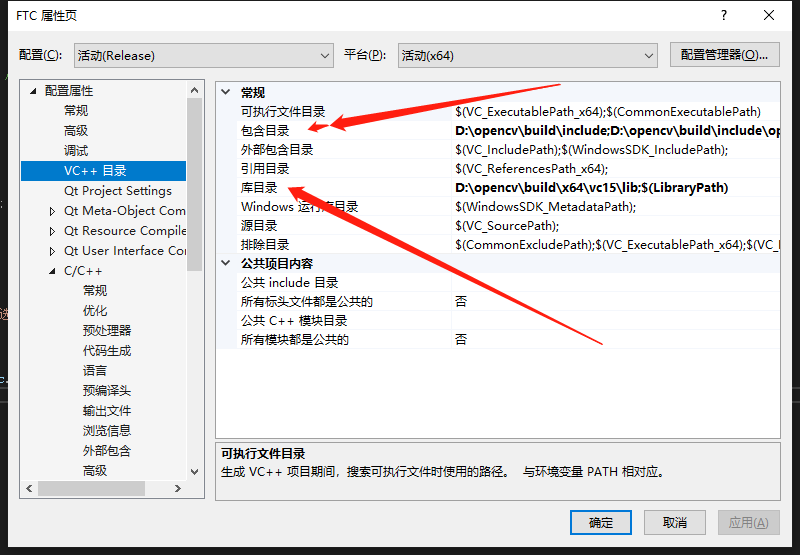 FTC 属性页
配置(C): 活动(Release) 平台(P): 活动(x64) 配置管理器(O)...
配置属性
常规
高级
调试
VC++ 目录
Qt Project Settings
Qt Meta-Object Com
Qt Resource Compile
Qt User Interface Cor
C/C++
常规
优化
预处理器
代码生成
语言
预编译头
输出文件
浏览信息
外部包含
高级
常规
可执行文件目录 $(VC_ExecutablePath_x64);$(CommonExecutablePath)
包含目录 D:\opencv\build\include;D:\opencv\build\include\op
外部包含目录 $(VC_IncludePath);$(WindowsSDK_IncludePath);
引用目录 $(VC_ReferencesPath_x64);
库目录 D:\opencv\build\x64\vc15\lib;$(LibraryPath)
Windows 运行库目录 $(WindowsSDK_MetadataPath);
源目录 $(VC_SourcePath);
排除目录 $(CommonExcludePath);$(VC_ExecutablePath_x64);$(VC_I
公共项目内容
公共 include 目录
所有标头文件都是公共的 否
公共 C++ 模块目录
所有模块都是公共的 否
可执行文件目录
生成 VC++ 项目期间，搜索可执行文件时使用的路径。 与环境变量 PATH 相对应。
确定 取消 应用(A)